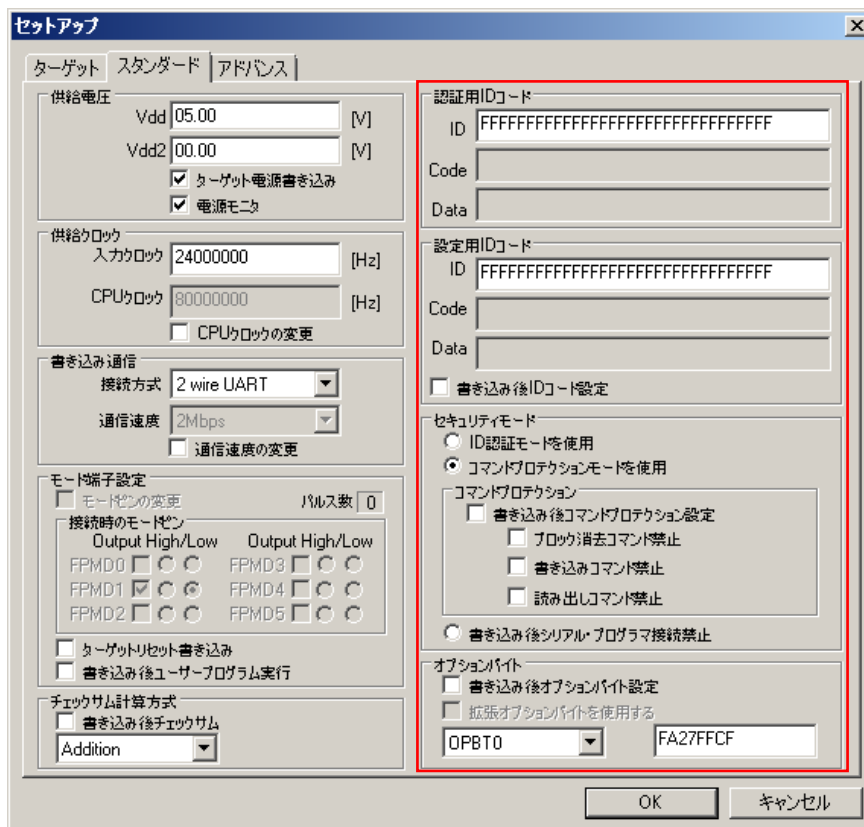 セットアップ
ターゲット スタンダード アドバンス
供給電圧
Vdd 05.00 [V]
Vdd2 00.00 [V]
ターゲット電源書き込み
電源モニタ
供給クロック
入力クロック 24000000 [Hz]
CPUクロック 80000000 [Hz]
CPUクロックの変更
書き込み通信
接続方式 2 wire UART
通信速度 2Mbps
通信速度の変更
モード端子設定
モードピンの変更 パルス数 0
接続時のモードピン
Output High/Low Output High/Low
FPMD0 FPMD3
FPMD1 FPMD4
FPMD2 FPMD5
ターゲットリセット書き込み
書き込み後ユーザープログラム実行
チェックサム計算方式
書き込み後チェックサム
Addition
認証用IDコード
ID FFFFFFFFFFFFFFFFFFFFFFFFFFFFFFFF
Code
Data
設定用IDコード
ID FFFFFFFFFFFFFFFFFFFFFFFFFFFFFFFF
Code
Data
書き込み後IDコード設定
セキュリティモード
ID認証モードを使用
コマンドプロテクションモードを使用
コマンドプロテクション
書き込み後コマンドプロテクション設定
ブロック消去コマンド禁止
書き込みコマンド禁止
読み出しコマンド禁止
書き込み後シリアル・プログラマ接続禁止
オプションバイト
書き込み後オプションバイト設定
拡張オプションバイトを使用する
OPBT0 FA27FFCF
OK キャンセル